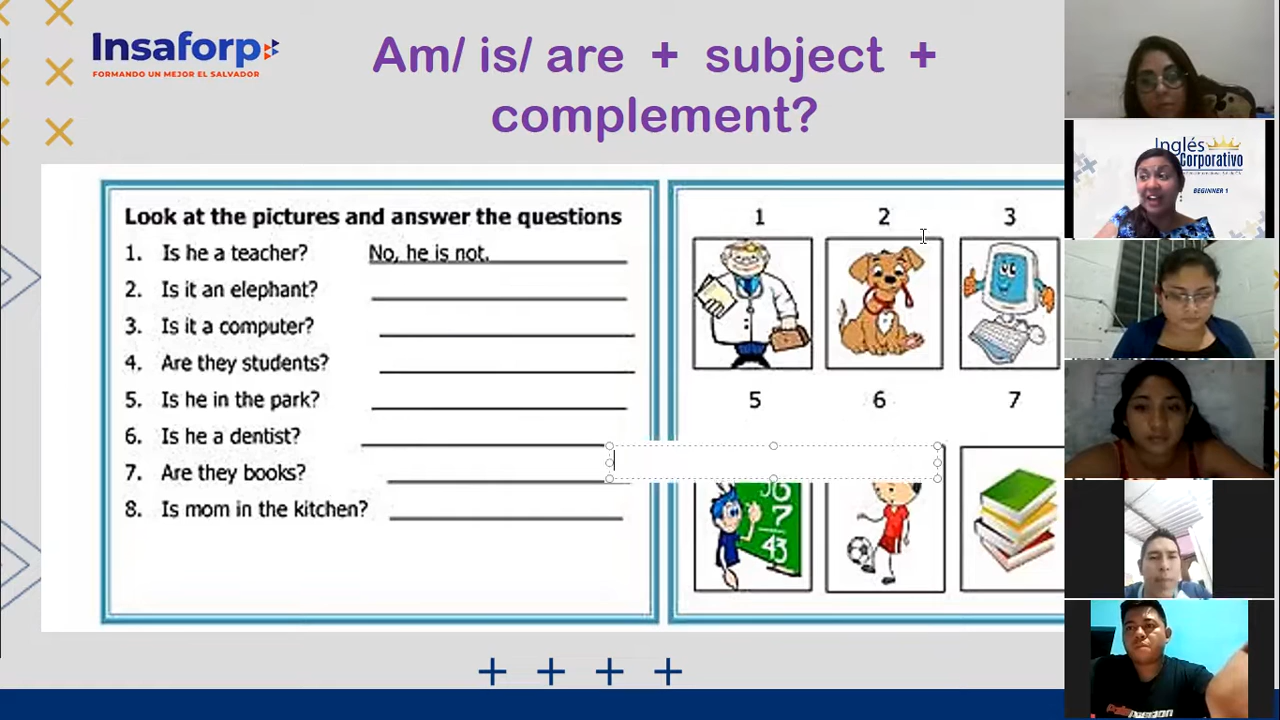 Insaforp
FORMANDO UN MEJOR EL SALVADOR
Am/ is/ are + subject +
complement?
Look at the pictures and answer the questions
1. Is he a teacher? No, he is not.
2. Is it an elephant?
3. Is it a computer?
4. Are they students?
5. Is he in the park?
6. Is he a dentist?
7. Are they books?
8. Is mom in the kitchen?
1 2 3
5 6 7
7
43
Inglés
Corporativo
BEGINNER 1